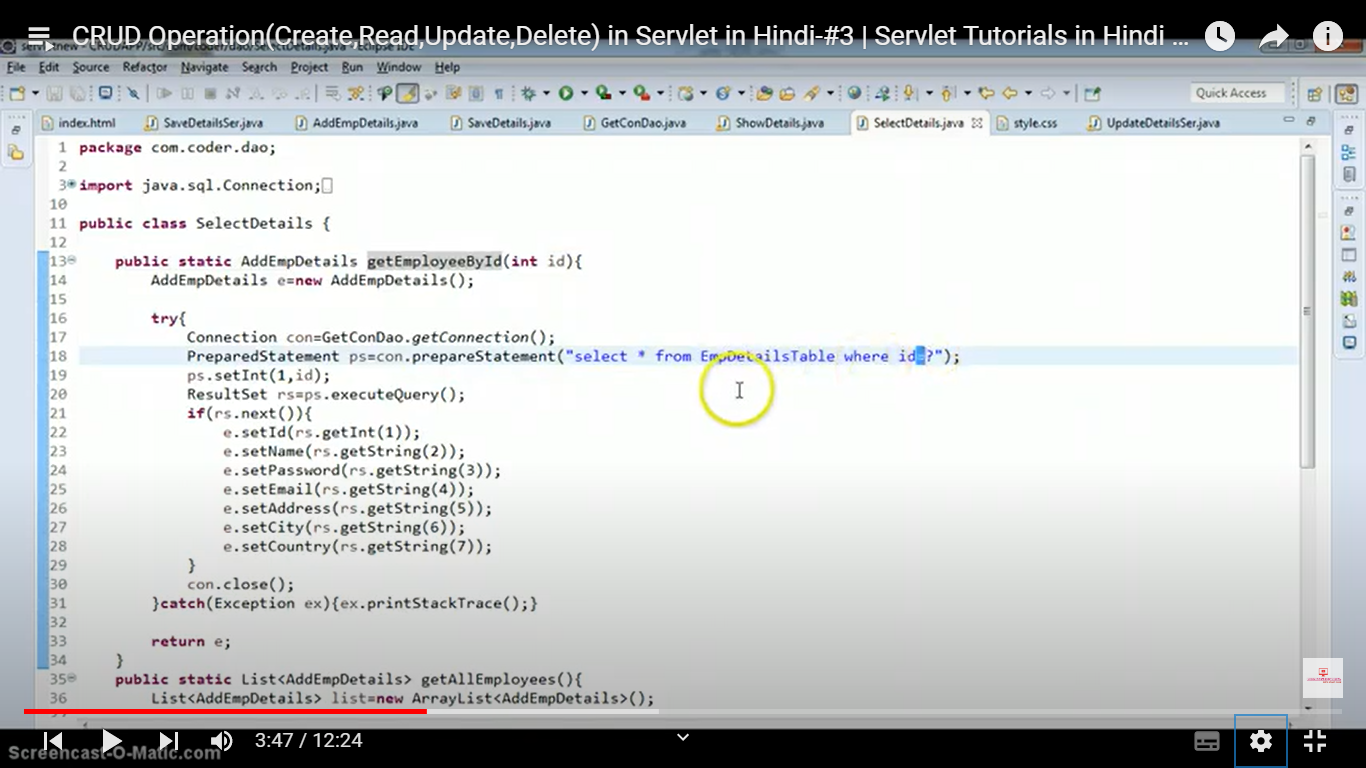 CRUD Operation(Create,Read,Update,Delete) in Servlet in Hindi-#3 | Servlet Tutorials in Hindi ...
File Edit Source Refactor Navigate Search Project Run Window Help
Quick Access
index.html SaveDetailsSer.java AddEmpDetails.java SaveDetails.java GetConDao.java ShowDetails.java SelectDetails.java style.css UpdateDetailsSer.java
1 package com.coder.dao;
2
3 import java.sql.Connection;
10
11 public class SelectDetails {
12
13 public static AddEmpDetails getEmployeeById(int id){
14 AddEmpDetails e=new AddEmpDetails();
15
16 try{
17 Connection con=GetConDao.getConnection();
18 PreparedStatement ps=con.prepareStatement("select * from EmpDetailsTable where id=?");
19 ps.setInt(1,id);
20 ResultSet rs=ps.executeQuery();
21 if(rs.next()){
22 e.setId(rs.getInt(1));
23 e.setName(rs.getString(2));
24 e.setPassword(rs.getString(3));
25 e.setEmail(rs.getString(4));
26 e.setAddress(rs.getString(5));
27 e.setCity(rs.getString(6));
28 e.setCountry(rs.getString(7));
29 }
30 con.close();
31 }catch(Exception ex){ex.printStackTrace();}
32
33 return e;
34 }
35 public static List<AddEmpDetails> getAllEmployees(){
36 List<AddEmpDetails> list=new ArrayList<AddEmpDetails>();
3:47 / 12:24
Screencast-O-Matic.com